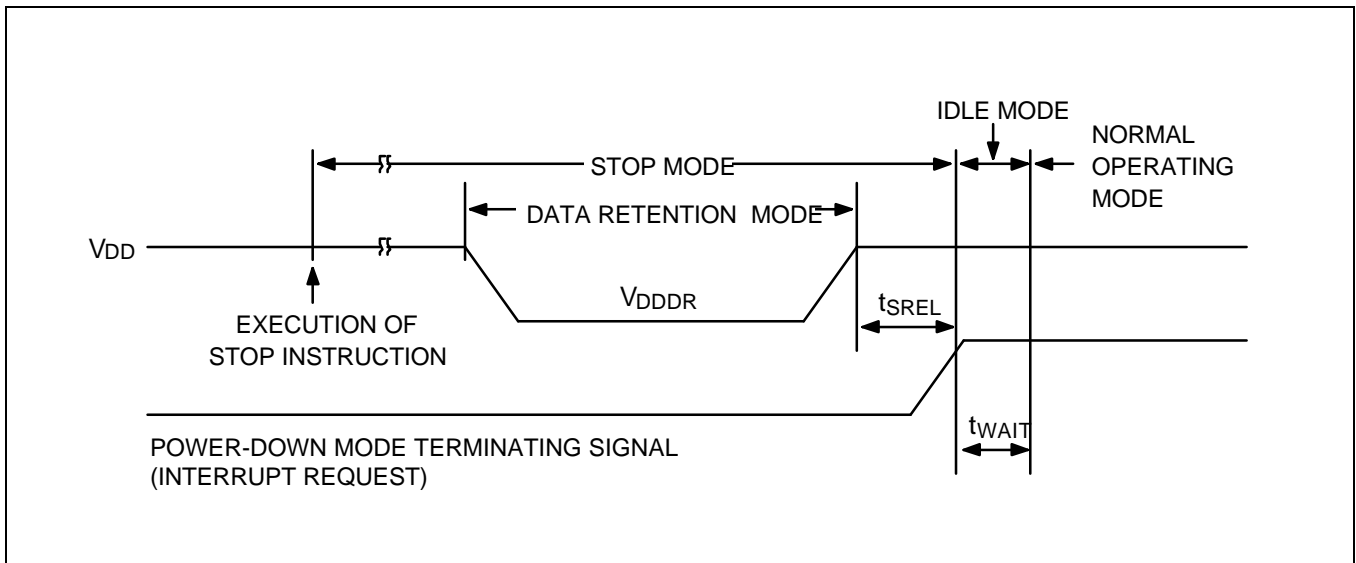 IDLE MODE
NORMAL
OPERATING
MODE
STOP MODE
DATA RETENTION MODE
VDD
VDDDR
tSREL
EXECUTION OF
STOP INSTRUCTION
tWAIT
POWER-DOWN MODE TERMINATING SIGNAL
(INTERRUPT REQUEST)